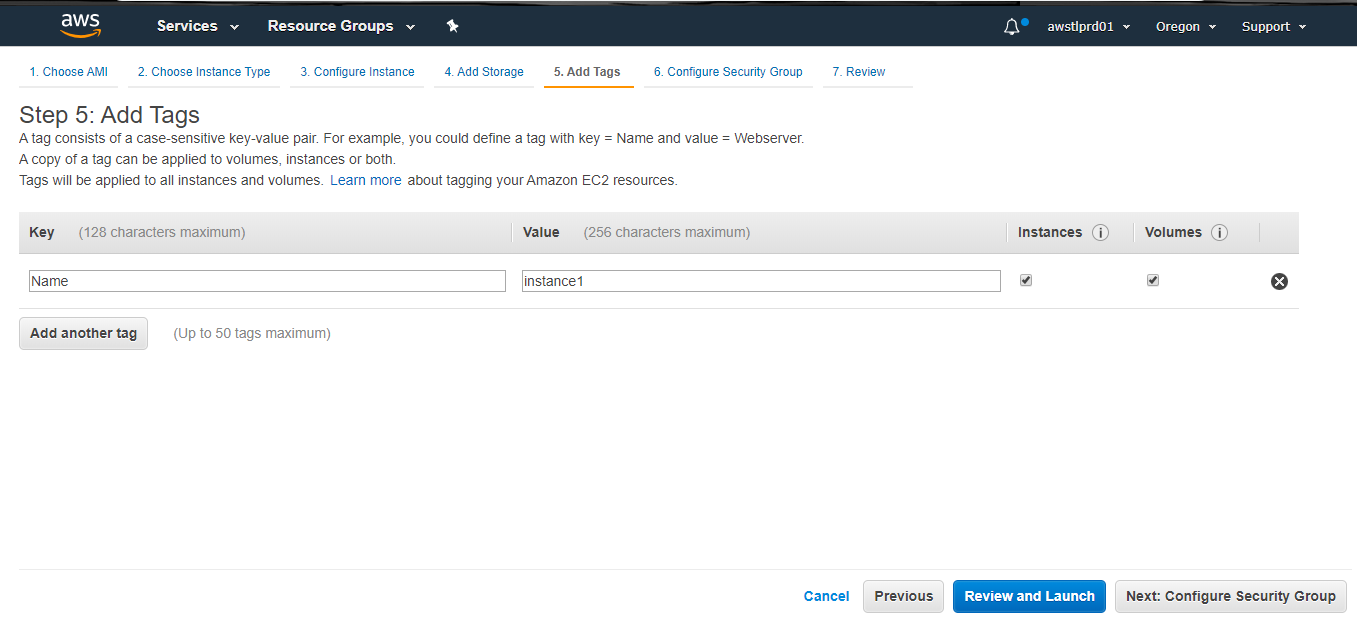 aws Services Resource Groups awstlprd01 Oregon Support
1. Choose AMI 2. Choose Instance Type 3. Configure Instance 4. Add Storage 5. Add Tags 6. Configure Security Group 7. Review
Step 5: Add Tags
A tag consists of a case-sensitive key-value pair. For example, you could define a tag with key = Name and value = Webserver.
A copy of a tag can be applied to volumes, instances or both.
Tags will be applied to all instances and volumes. Learn more about tagging your Amazon EC2 resources.
Key (128 characters maximum) Value (256 characters maximum) Instances i Volumes i
Name instance1
Add another tag (Up to 50 tags maximum)
Cancel Previous Review and Launch Next: Configure Security Group